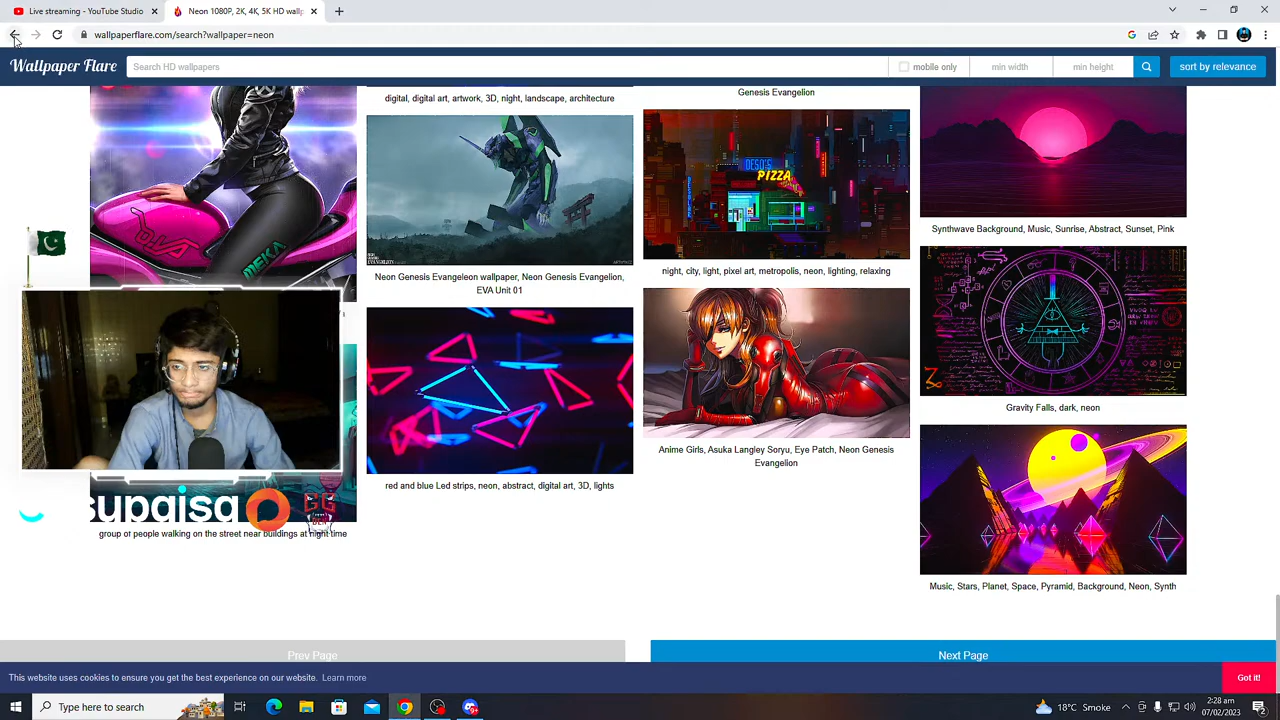 Live streaming - YouTube Studio
Neon 1080P, 2K, 4K, 5K HD wallp
wallpaperflare.com/search?wallpaper=neon
Wallpaper Flare
Search HD wallpapers
mobile only
min width
min height
sort by relevance
digital, digital art, artwork, 3D, night, landscape, architecture
Genesis Evangelion
DESO'S
PIZZA
Synthwave Background, Music, Sunrise, Abstract, Sunset, Pink
Neon Genesis Evangeleon wallpaper, Neon Genesis Evangelion,
EVA Unit 01
night, city, light, pixel art, metropolis, neon, lighting, relaxing
MEKA
Gravity Falls, dark, neon
Anime Girls, Asuka Langley Soryu, Eye Patch, Neon Genesis
Evangelion
red and blue Led strips, neon, abstract, digital art, 3D, lights
supaisa
group of people walking on the street near buildings at night time
Music, Stars, Planet, Space, Pyramid, Background, Neon, Synth
Prev Page
Next Page
This website uses cookies to ensure you get the best experience on our website. Learn more
Got it!
Type here to search
18°C Smoke
2:28 am
07/02/2023
2